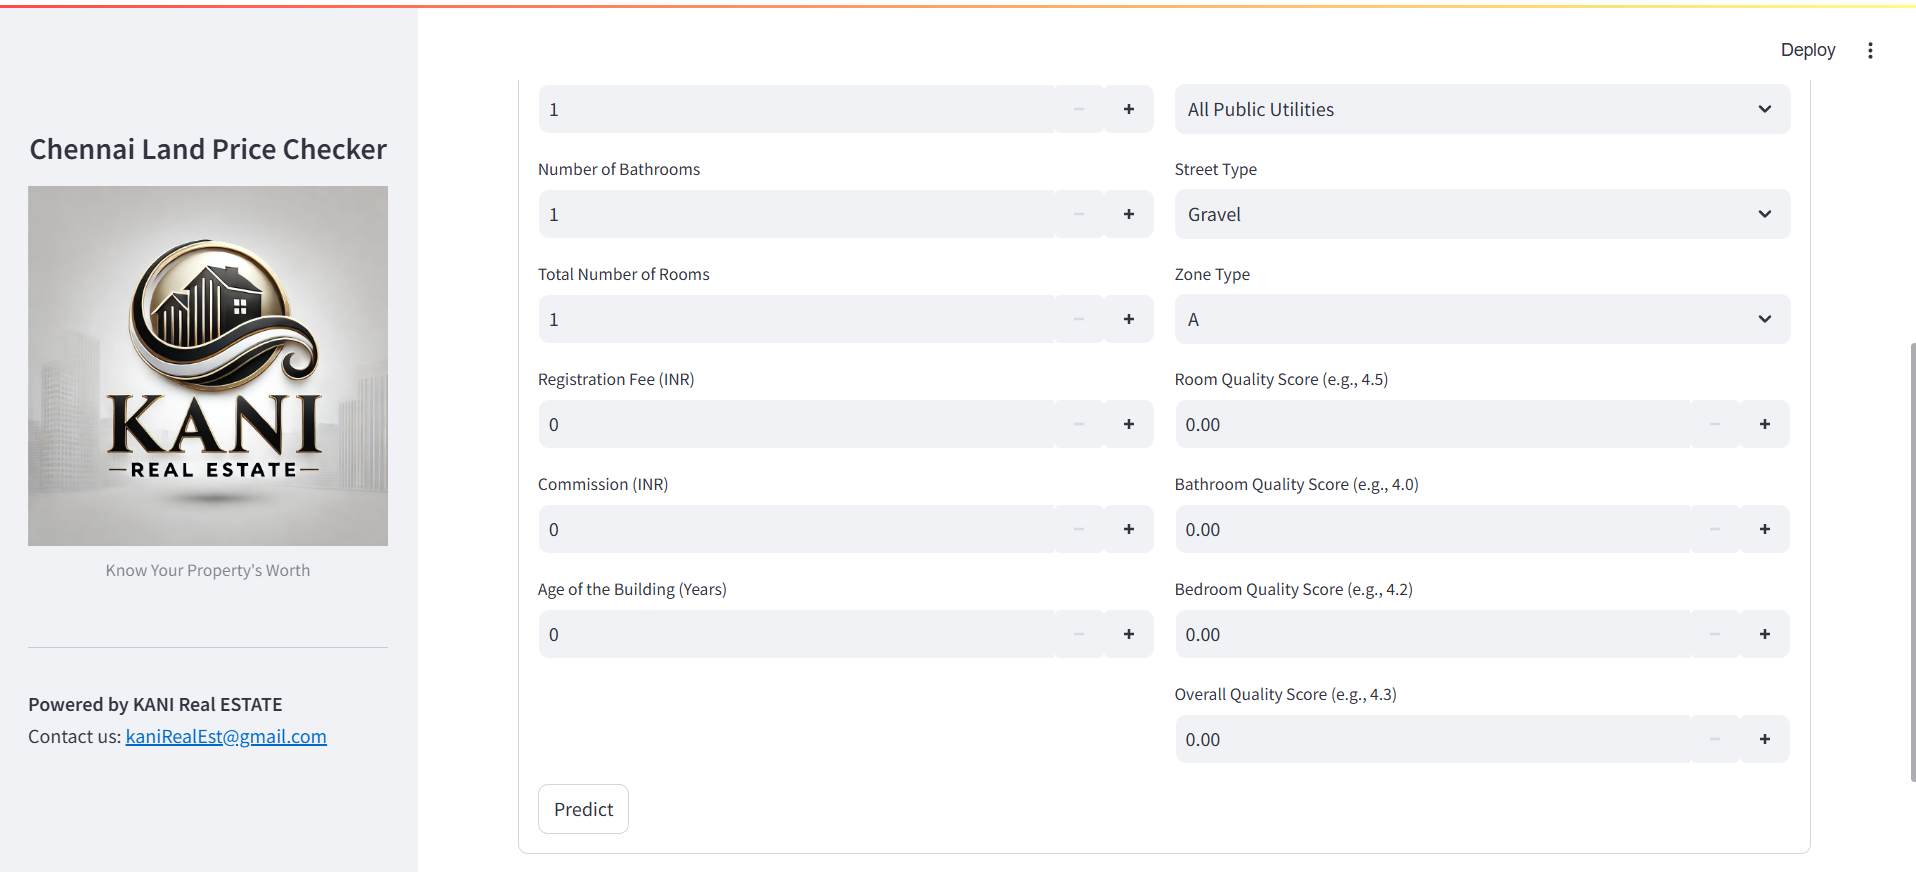 Deploy
Chennai Land Price Checker
KANI
REAL ESTATE
Know Your Property's Worth
Powered by KANI Real ESTATE
Contact us: kaniRealEst@gmail.com
1
Number of Bathrooms
1
Total Number of Rooms
1
Registration Fee (INR)
0
Commission (INR)
0
Age of the Building (Years)
0
All Public Utilities
Street Type
Gravel
Zone Type
A
Room Quality Score (e.g., 4.5)
0.00
Bathroom Quality Score (e.g., 4.0)
0.00
Bedroom Quality Score (e.g., 4.2)
0.00
Overall Quality Score (e.g., 4.3)
0.00
Predict